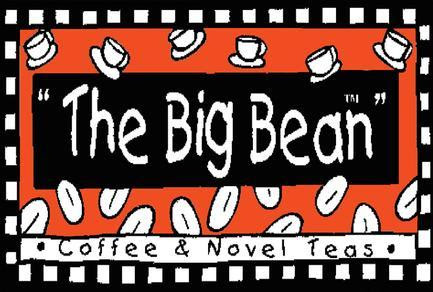 “The Big Bean™”
• Coffee & Novel Teas •